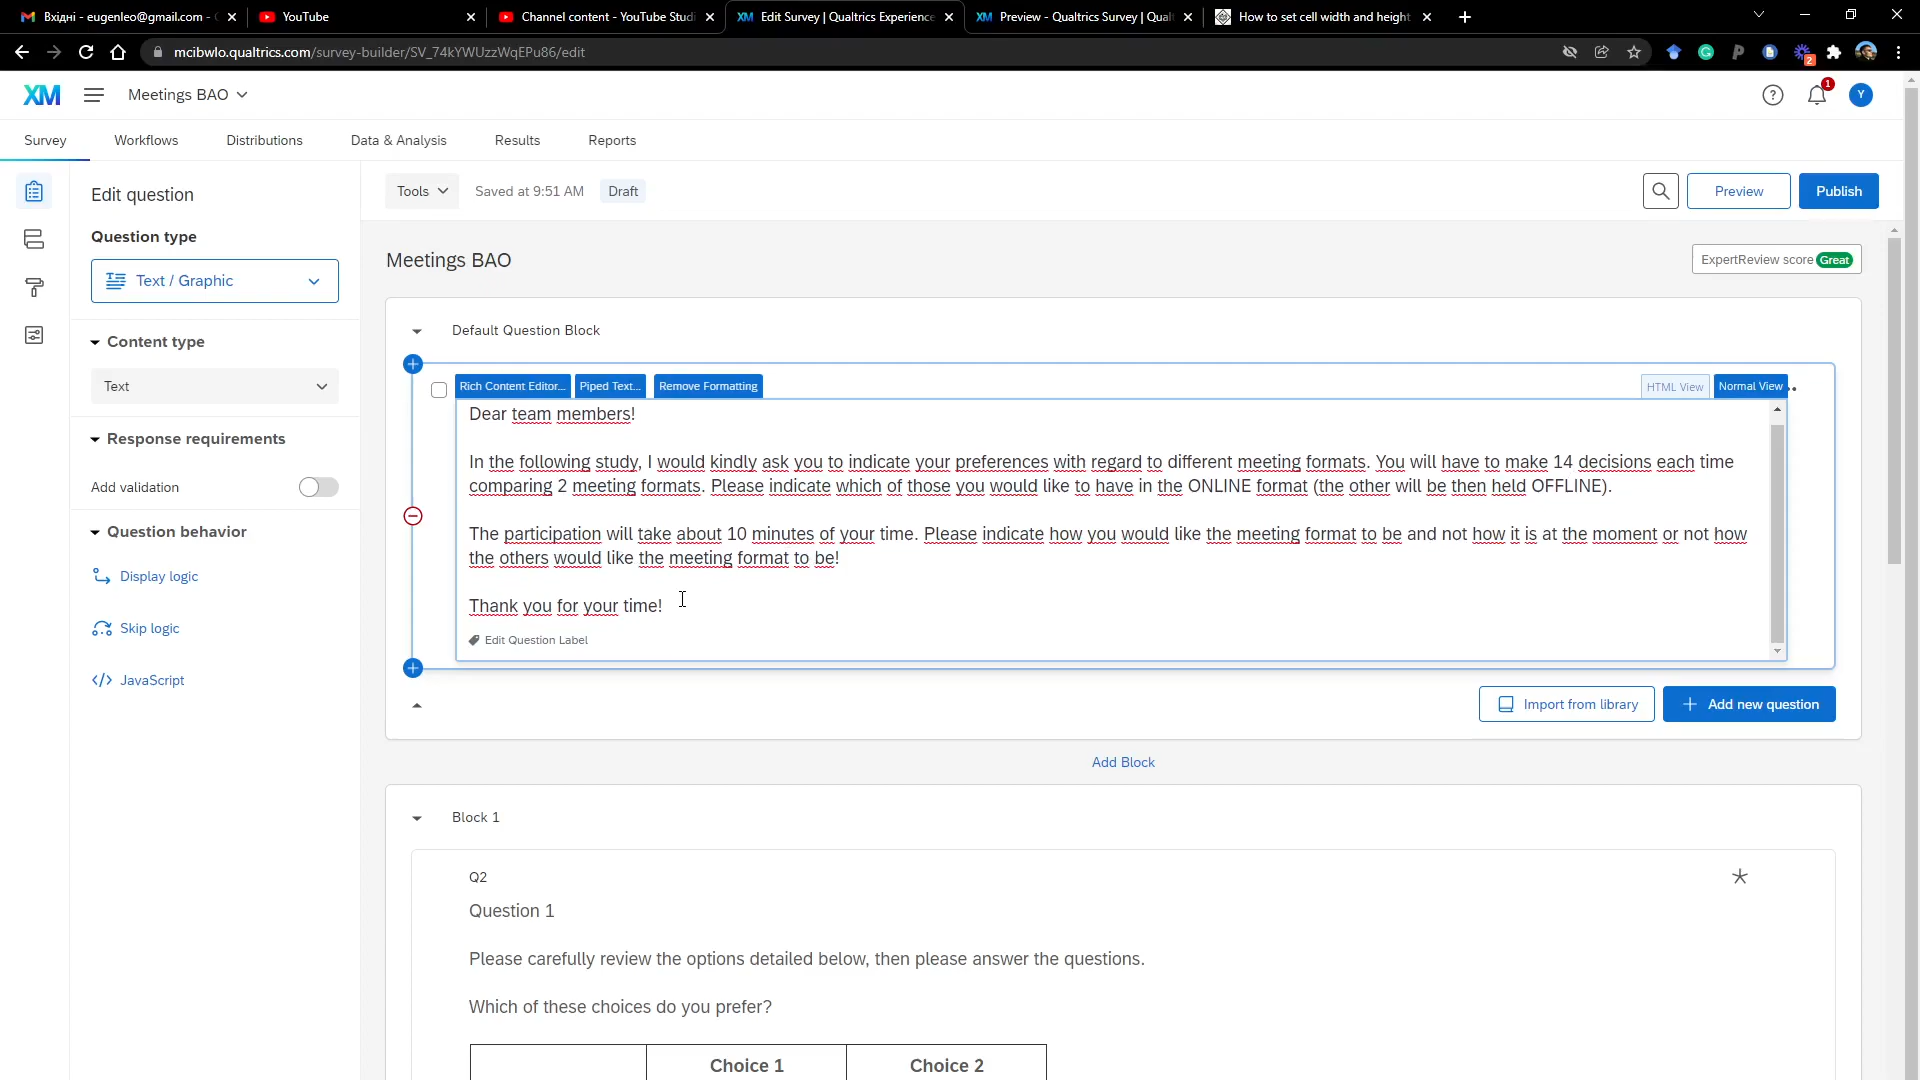 Вхідні - eugenleo@gmail.com -
YouTube
Channel content - YouTube Studi
Edit Survey | Qualtrics Experience
Preview - Qualtrics Survey | Qual
How to set cell width and height
mcibwlo.qualtrics.com/survey-builder/SV_74kYWUzzWqEPu86/edit
2
XM
Meetings BAO
1
Y
Survey
Workflows
Distributions
Data & Analysis
Results
Reports
Edit question
Tools
Saved at 9:51 AM
Draft
Preview
Publish
Question type
Text / Graphic
Meetings BAO
ExpertReview score Great
Content type
Text
Default Question Block
Rich Content Editor...
Piped Text...
Remove Formatting
HTML View
Normal View
Dear team members!
In the following study, I would kindly ask you to indicate your preferences with regard to different meeting formats. You will have to make 14 decisions each time
comparing 2 meeting formats. Please indicate which of those you would like to have in the ONLINE format (the other will be then held OFFLINE).
The participation will take about 10 minutes of your time. Please indicate how you would like the meeting format to be and not how it is at the moment or not how
the others would like the meeting format to be!
Thank you for your time!
Edit Question Label
Response requirements
Add validation
Question behavior
Display logic
Skip logic
JavaScript
Import from library
Add new question
Add Block
Block 1
Q2
Question 1
Please carefully review the options detailed below, then please answer the questions.
Which of these choices do you prefer?
Choice 1
Choice 2